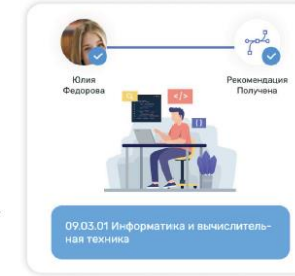 Юлия
Федорова
Рекомендация
Получена
</>
{}
09.03.01 Информатика и вычислитель-
ная техника